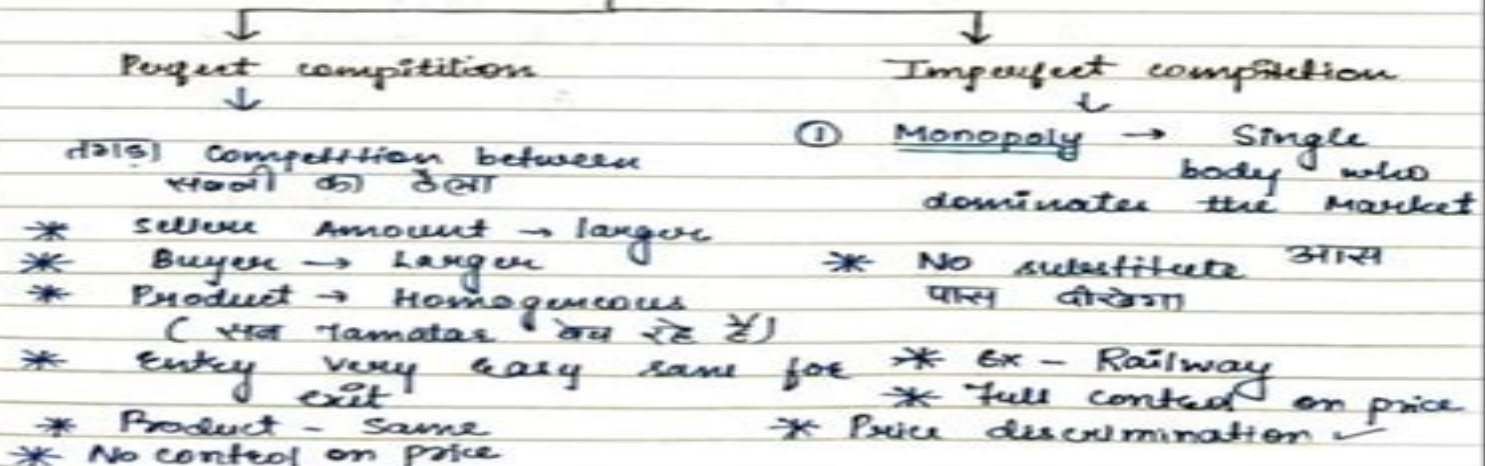 Perfect compitition
↓
तगड़ा Competition between
सब्जी का ठेला
* Sellers Amount → larger
* Buyer → Larger
* Product → Homogeneous
( सब Tamatar बेच रहे हैं)
* Entry very easy same for
exit
* Product - Same
* No control on price
Imperfect compitition
↓
① Monopoly → Single
body who
dominates the Market
* No substitute आस
पास दीखेगा
* Ex - Railway
* Full control on price
* Price discrimination ✓